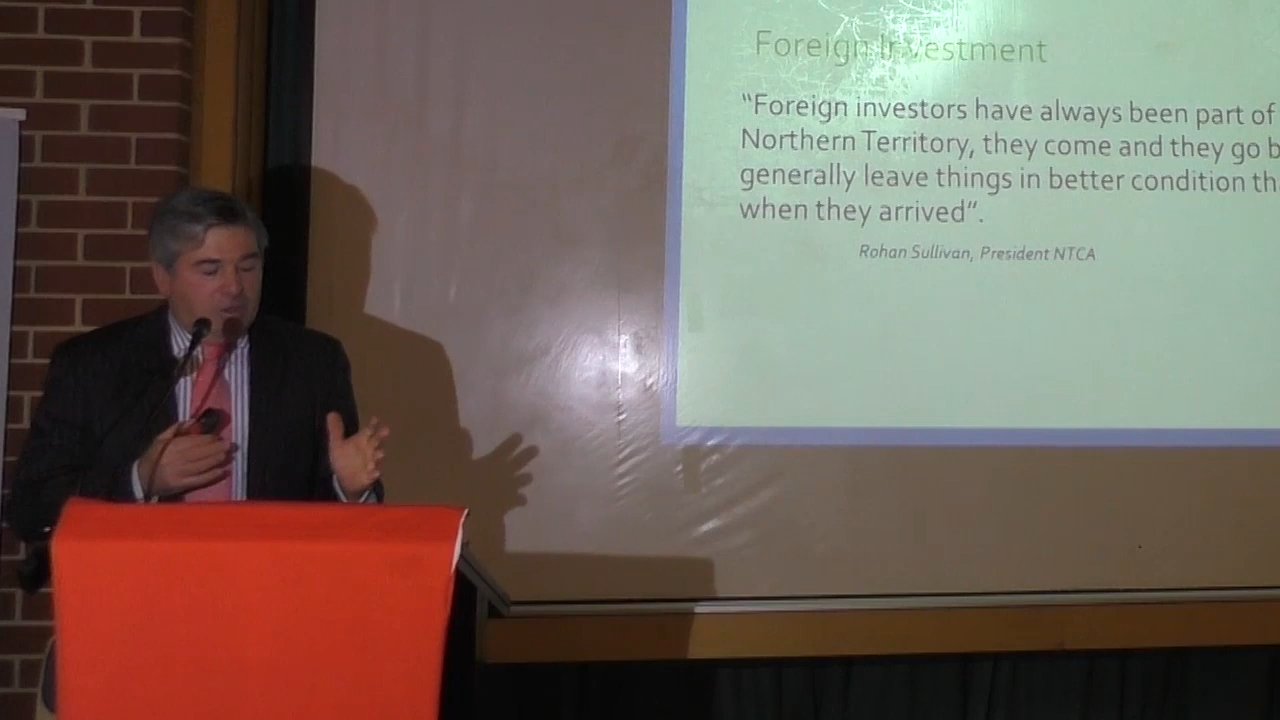 Foreign Investment
“Foreign investors have always been part of
Northern Territory, they come and they go
generally leave things in better condition
when they arrived”.
Rohan Sullivan, President NTCA